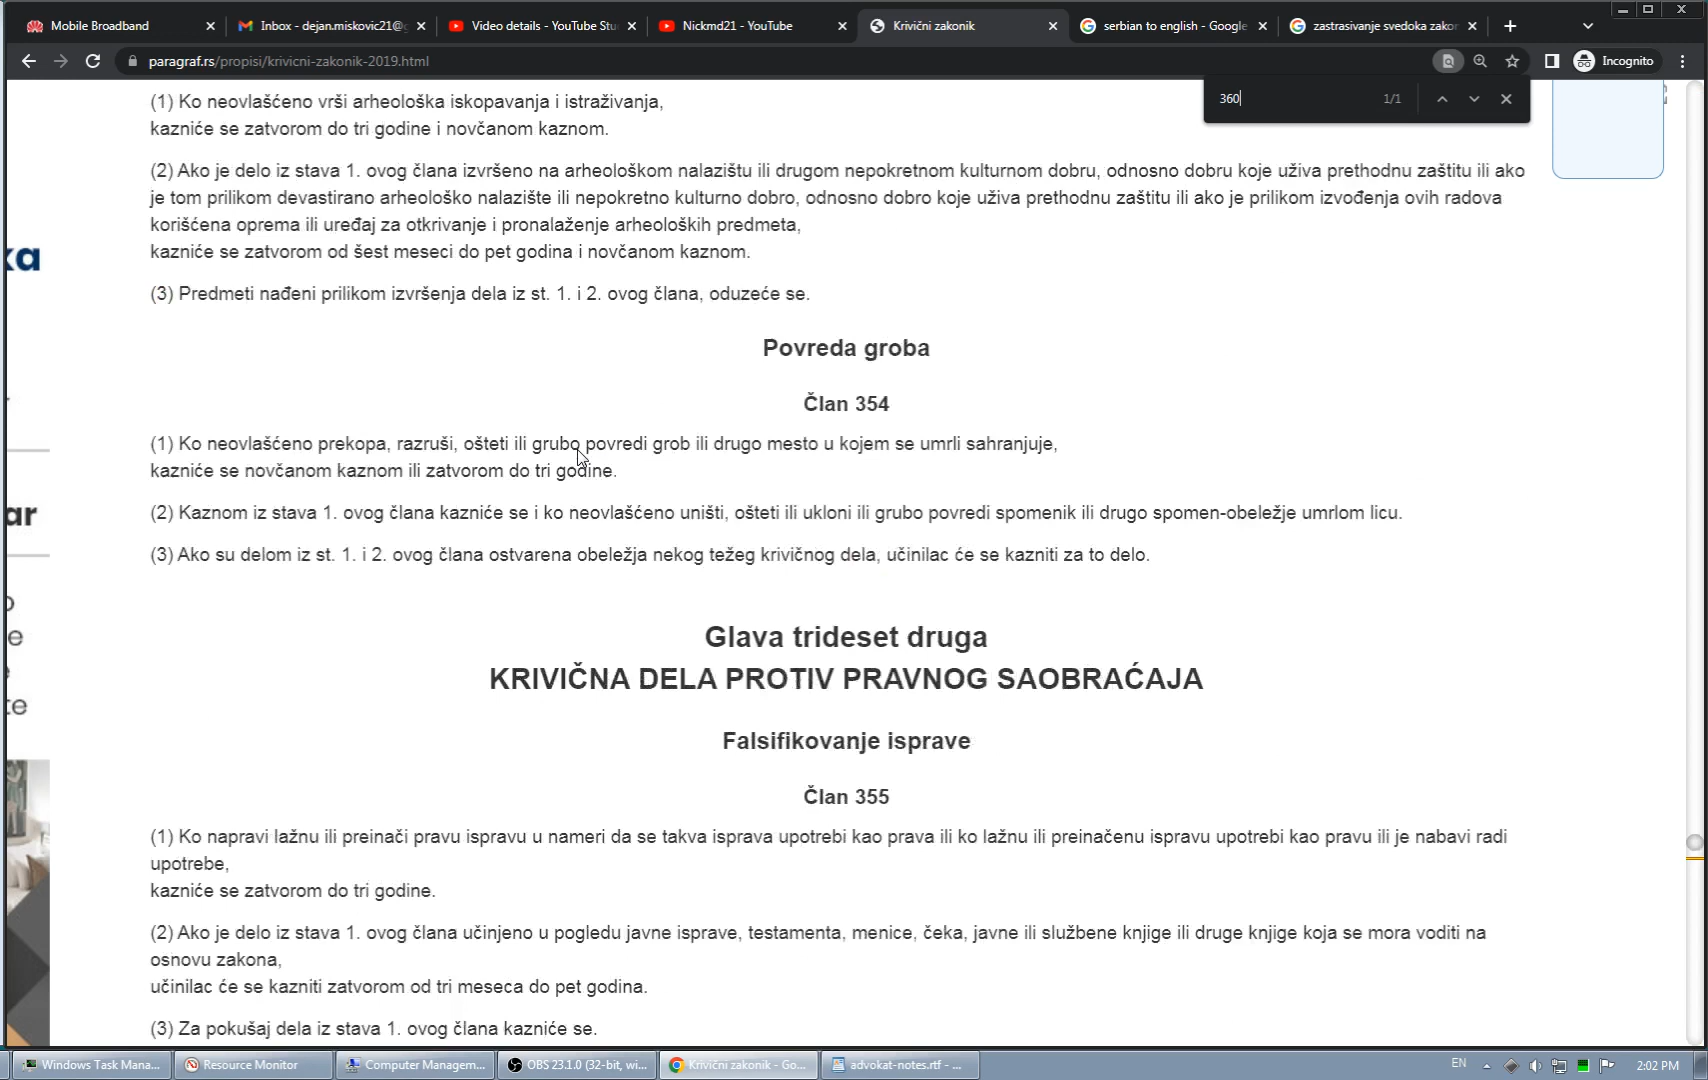 Mobile Broadband
Inbox - dejan.miskovic21@g
Video details - YouTube Stu
Nickmd21 - YouTube
Krivični zakonik
serbian to english - Google
zastrasivanje svedoka zakon
paragraf.rs/propisi/krivicni-zakonik-2019.html
Incognito
360
1/1
(1) Ko neovlašćeno vrši arheološka iskopavanja i istraživanja,
kazniće se zatvorom do tri godine i novčanom kaznom.
(2) Ako je delo iz stava 1. ovog člana izvršeno na arheološkom nalazištu ili drugom nepokretnom kulturnom dobru, odnosno dobru koje uživa prethodnu zaštitu ili ako
je tom prilikom devastirano arheološko nalazište ili nepokretno kulturno dobro, odnosno dobro koje uživa prethodnu zaštitu ili ako je prilikom izvođenja ovih radova
korišćena oprema ili uređaj za otkrivanje i pronalaženje arheoloških predmeta,
kazniće se zatvorom od šest meseci do pet godina i novčanom kaznom.
(3) Predmeti nađeni prilikom izvršenja dela iz st. 1. i 2. ovog člana, oduzeće se.
Povreda groba
Član 354
(1) Ko neovlašćeno prekopa, razruši, ošteti ili grubo povredi grob ili drugo mesto u kojem se umrli sahranjuje,
kazniće se novčanom kaznom ili zatvorom do tri godine.
(2) Kaznom iz stava 1. ovog člana kazniće se i ko neovlašćeno uništi, ošteti ili ukloni ili grubo povredi spomenik ili drugo spomen-obeležje umrlom licu.
(3) Ako su delom iz st. 1. i 2. ovog člana ostvarena obeležja nekog težeg krivičnog dela, učinilac će se kazniti za to delo.
Glava trideset druga
KRIVIČNA DELA PROTIV PRAVNOG SAOBRAĆAJA
Falsifikovanje isprave
Član 355
(1) Ko napravi lažnu ili preinači pravu ispravu u nameri da se takva isprava upotrebi kao prava ili ko lažnu ili preinačenu ispravu upotrebi kao pravu ili je nabavi radi
upotrebe,
kazniće se zatvorom do tri godine.
(2) Ako je delo iz stava 1. ovog člana učinjeno u pogledu javne isprave, testamenta, menice, čeka, javne ili službene knjige ili druge knjige koja se mora voditi na
osnovu zakona,
učinilac će se kazniti zatvorom od tri meseca do pet godina.
(3) Za pokušaj dela iz stava 1. ovog člana kazniće se.
ka
ar
o
e
te
Windows Task Mana...
Resource Monitor
Computer Managem...
OBS 23.1.0 (32-bit, wi...
Krivični zakonik - Go...
advokat-notes.rtf - ...
EN
2:02 PM